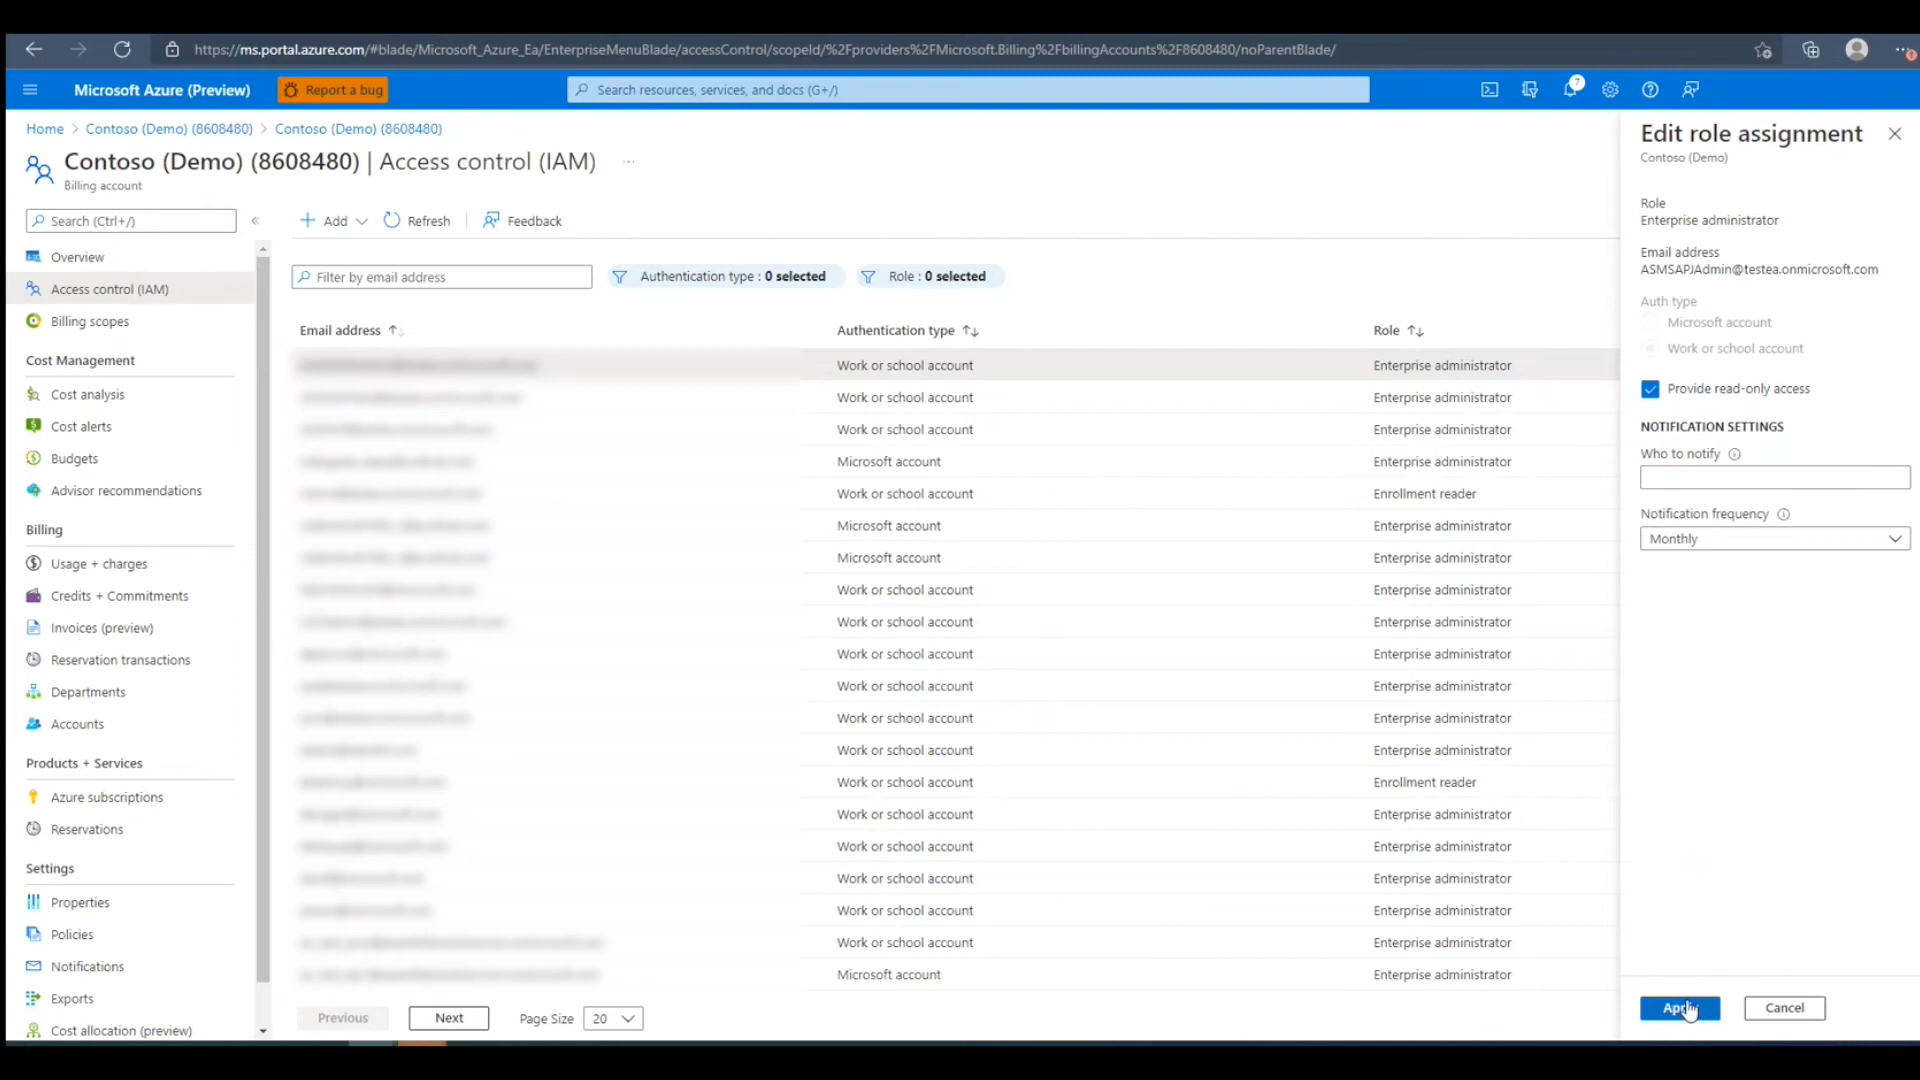 https://ms.portal.azure.com/#blade/Microsoft_Azure_Ea/EnterpriseMenuBlade/accessControl/scopeId/%2Fproviders%2FMicrosoft.Billing%2FbillingAccounts%2F8608480/noParentBlade/
Microsoft Azure (Preview)
Report a bug
Search resources, services, and docs (G+/)
7
Home > Contoso (Demo) (8608480) > Contoso (Demo) (8608480)
Contoso (Demo) (8608480) | Access control (IAM) ...
Billing account
Search (Ctrl+/)
«
Overview
Access control (IAM)
Billing scopes
Cost Management
Cost analysis
Cost alerts
Budgets
Advisor recommendations
Billing
Usage + charges
Credits + Commitments
Invoices (preview)
Reservation transactions
Departments
Accounts
Products + Services
Azure subscriptions
Reservations
Settings
Properties
Policies
Notifications
Exports
Cost allocation (preview)
Add
Refresh
Feedback
Filter by email address
Authentication type : 0 selected
Role : 0 selected
Email address Authentication type Role
Work or school account Enterprise administrator
Work or school account Enterprise administrator
Work or school account Enterprise administrator
Microsoft account Enterprise administrator
Work or school account Enrollment reader
Microsoft account Enterprise administrator
Microsoft account Enterprise administrator
Work or school account Enterprise administrator
Work or school account Enterprise administrator
Work or school account Enterprise administrator
Work or school account Enterprise administrator
Work or school account Enterprise administrator
Work or school account Enterprise administrator
Work or school account Enrollment reader
Work or school account Enterprise administrator
Work or school account Enterprise administrator
Work or school account Enterprise administrator
Work or school account Enterprise administrator
Work or school account Enterprise administrator
Microsoft account Enterprise administrator
Previous
Next
Page Size 20
Edit role assignment
Contoso (Demo)
Role
Enterprise administrator
Email address
ASMSAPJAdmin@testea.onmicrosoft.com
Auth type
Microsoft account
Work or school account
Provide read-only access
NOTIFICATION SETTINGS
Who to notify
Notification frequency
Monthly
Apply
Cancel